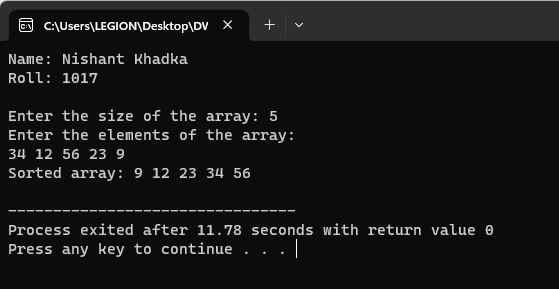 C:\Users\LEGION\Desktop\DW
Name: Nishant Khadka
Roll: 1017
Enter the size of the array: 5
Enter the elements of the array:
34 12 56 23 9
Sorted array: 9 12 23 34 56
--------------------------------
Process exited after 11.78 seconds with return value 0
Press any key to continue . . .